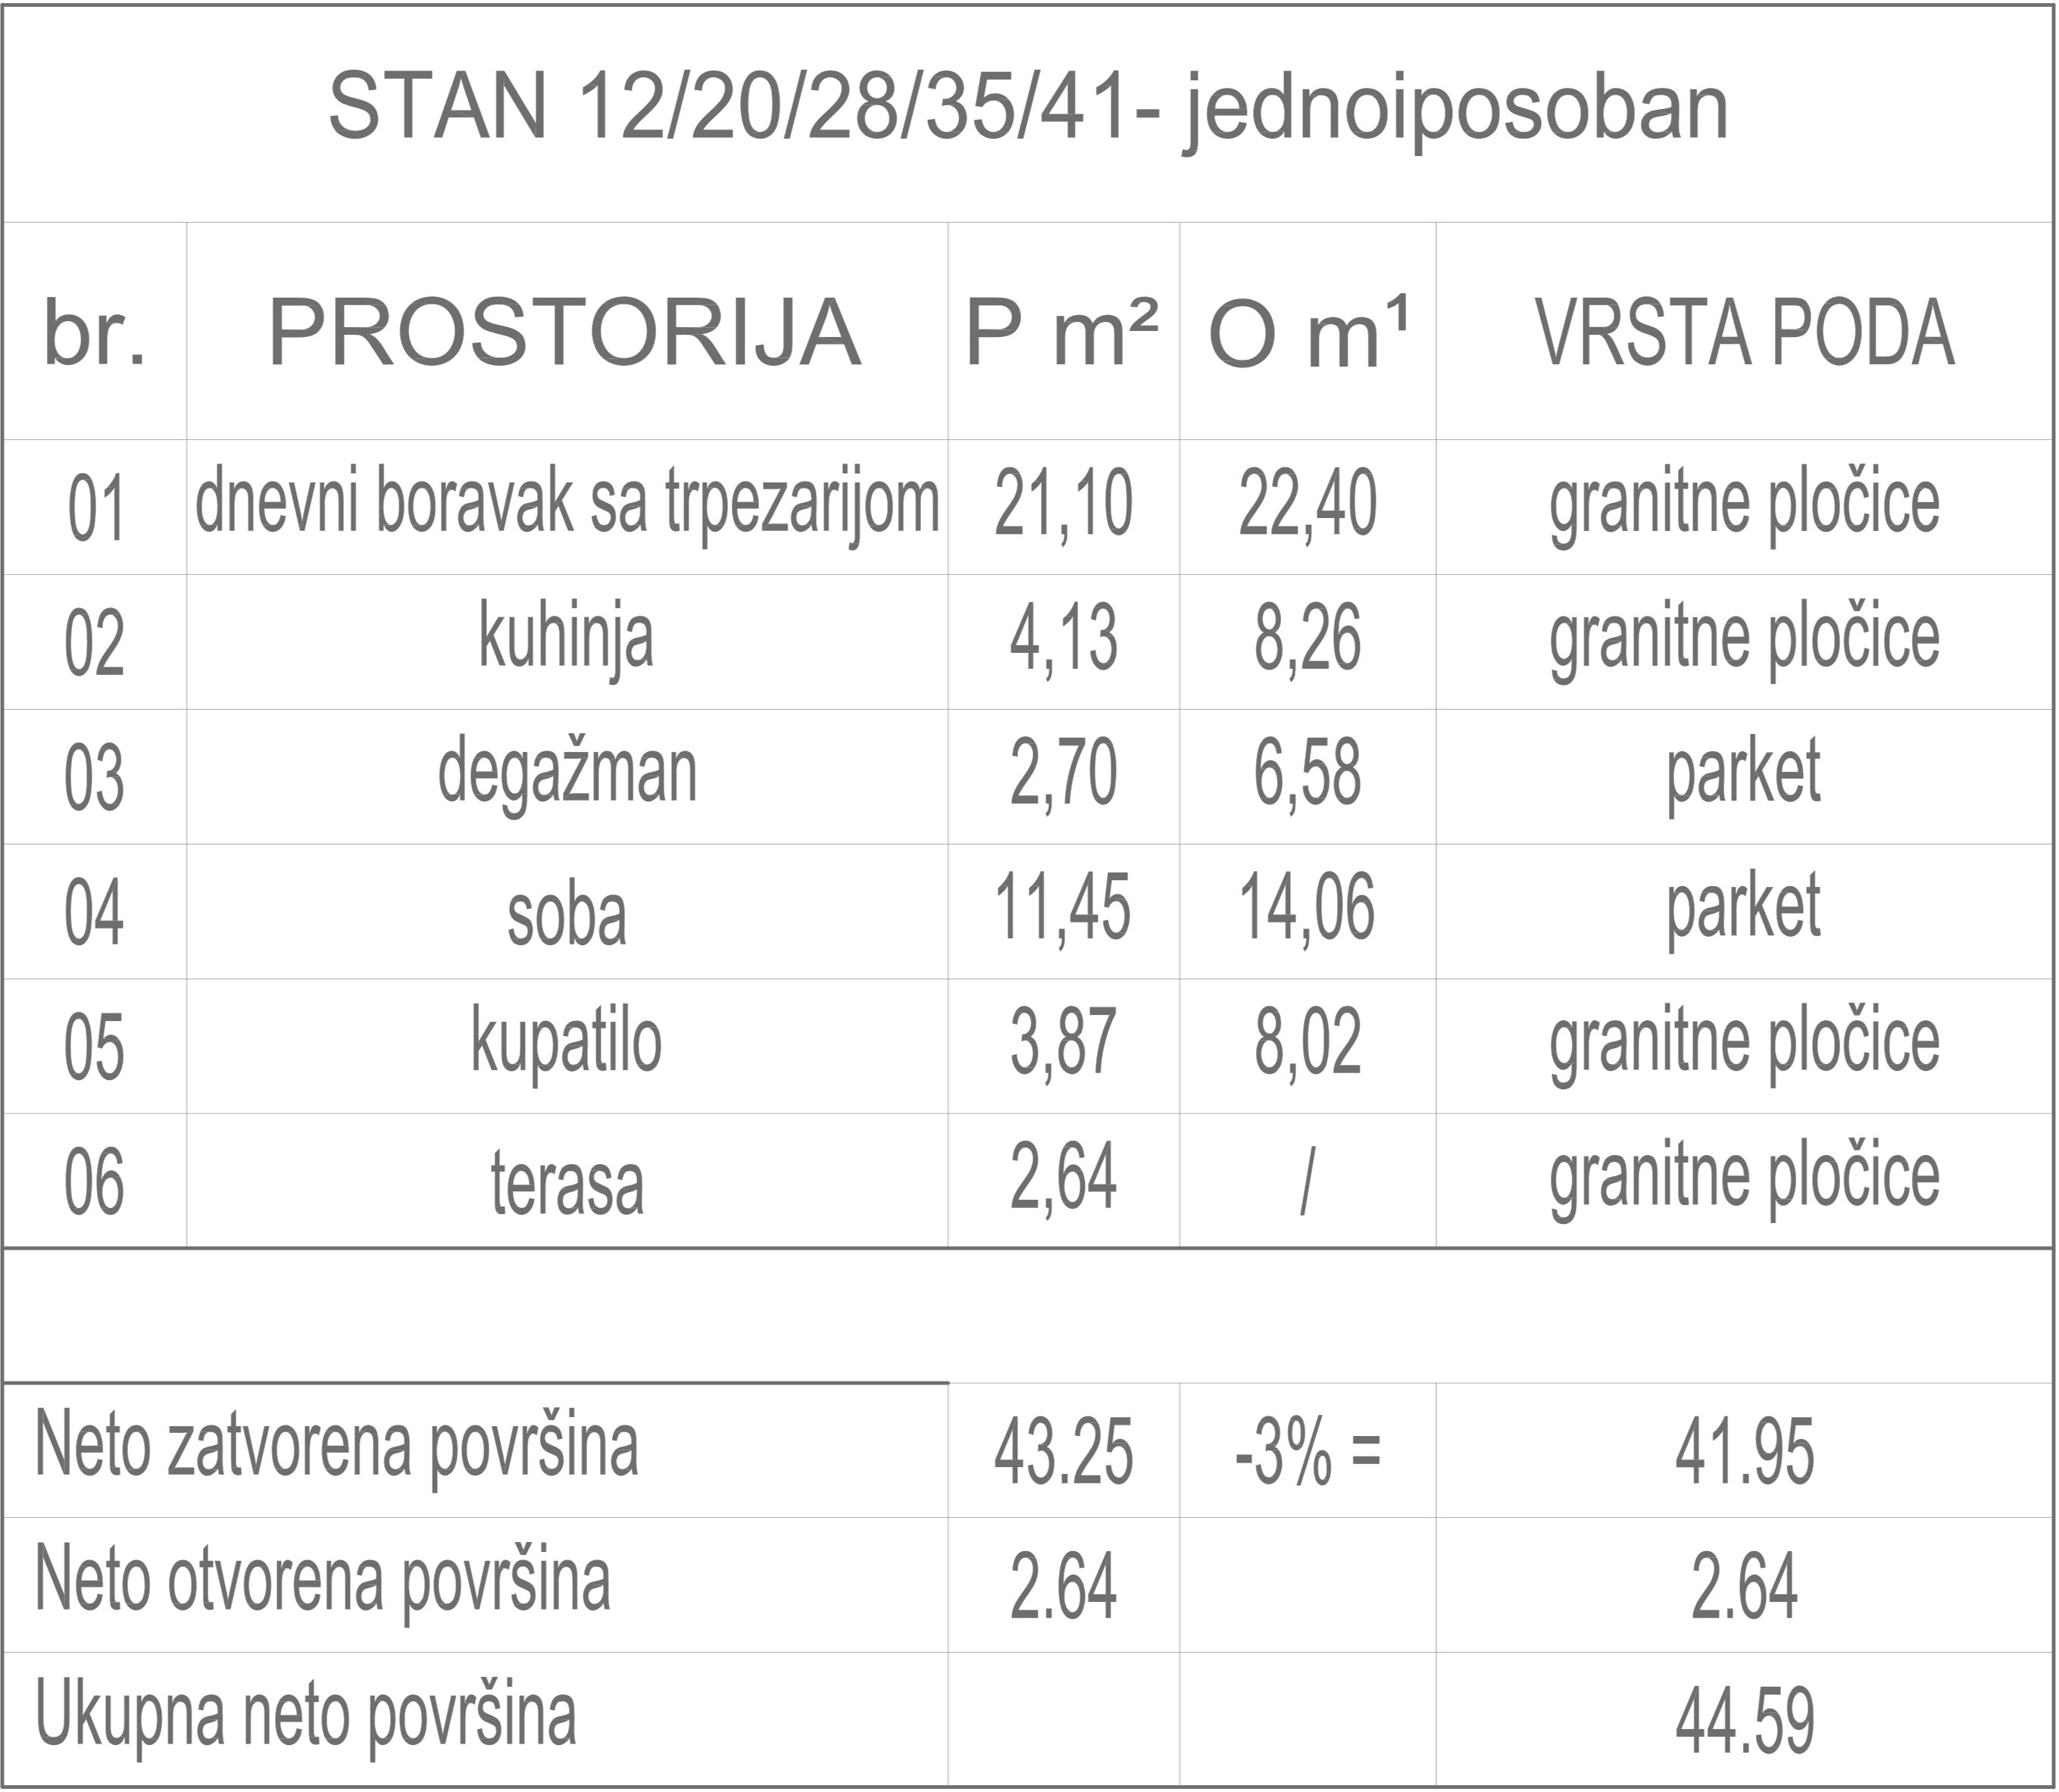 STAN 12/20/28/35/41- jednoiposoban
br. PROSTORIJA P m² O m¹ VRSTA PODA
01 dnevni boravak sa trpezarijom 21,10 22,40 granitne pločice
02 kuhinja 4,13 8,26 granitne pločice
03 degažman 2,70 6,58 parket
04 soba 11,45 14,06 parket
05 kupatilo 3,87 8,02 granitne pločice
06 terasa 2,64 / granitne pločice
Neto zatvorena površina 43.25 -3% = 41.95
Neto otvorena površina 2.64 2.64
Ukupna neto površina 44.59